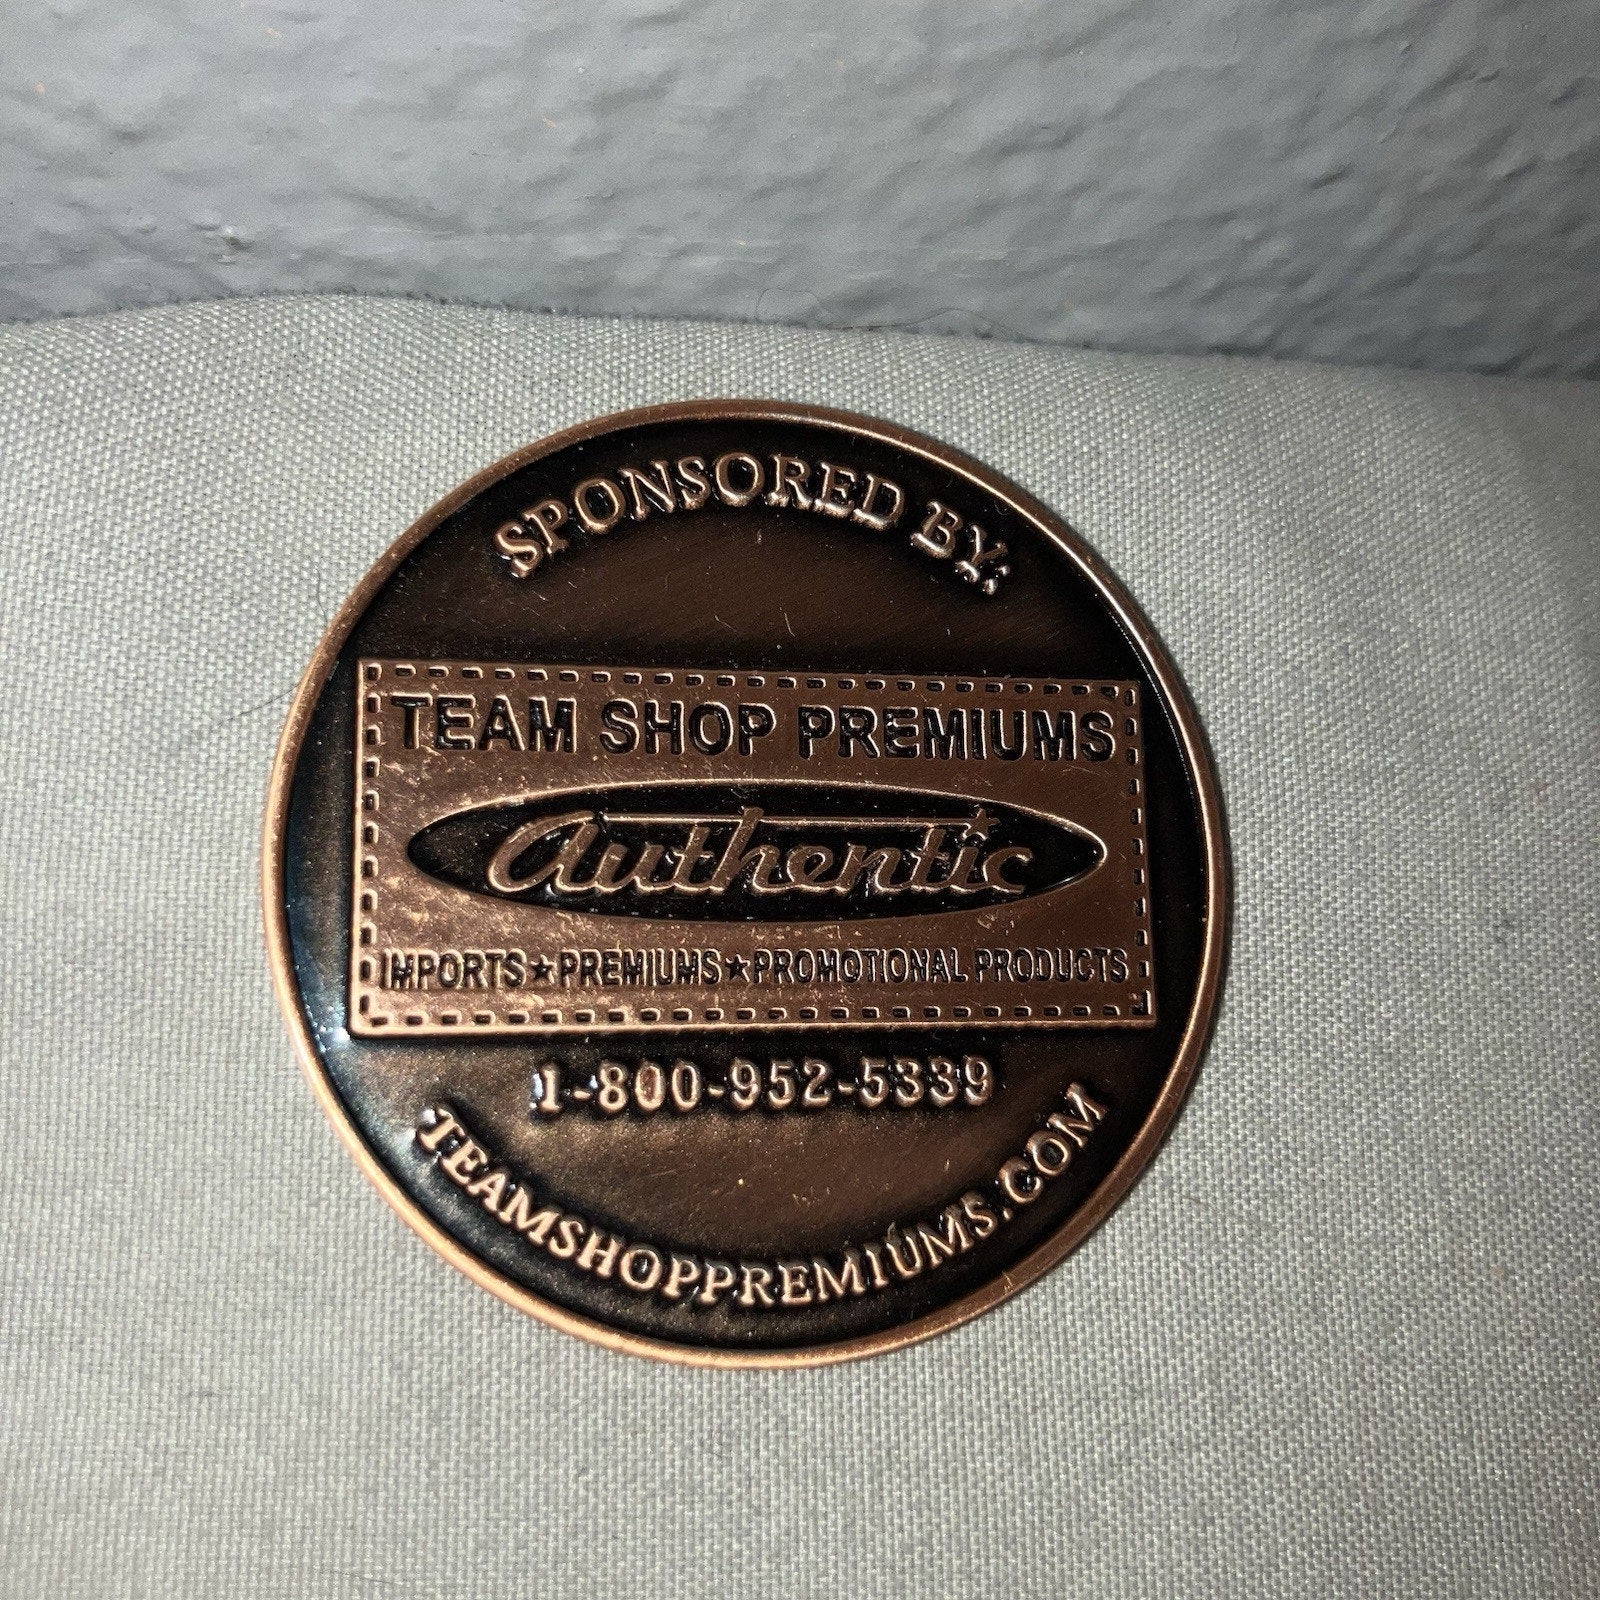 SPONSORED BY:
TEAM SHOP PREMIUMS
Authentic
IMPORTS★PREMIUMS★PROMOTIONAL PRODUCTS
1-800-952-5339
TEAMSHOPPREMIUMS.COM